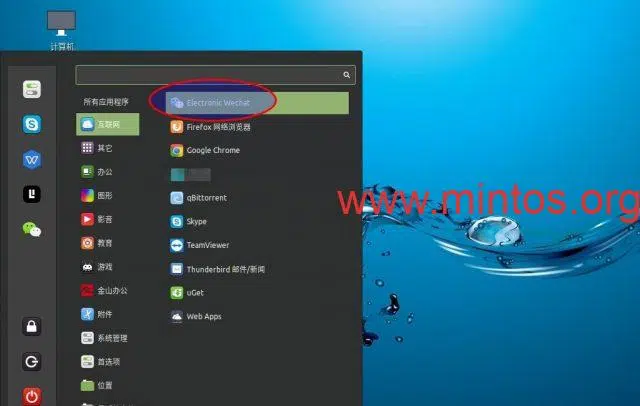 计算机
所有应用程序
互联网
其它
办公
图形
影音
教育
游戏
金山办公
附件
系统管理
首选项
位置
Electronic Wechat
Firefox 网络浏览器
Google Chrome
qBittorrent
Skype
TeamViewer
Thunderbird 邮件/新闻
uGet
Web Apps
www.mintos.org